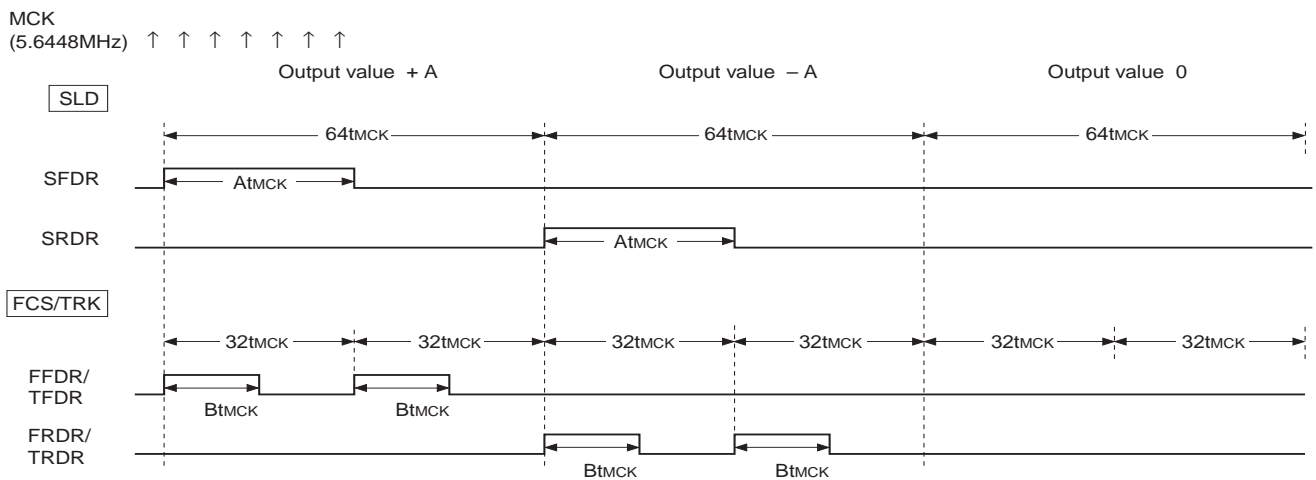 MCK
(5.6448MHz) ↑ ↑ ↑ ↑ ↑ ↑ ↑
Output value + A Output value – A Output value 0
SLD
64tMCK 64tMCK 64tMCK
SFDR AtMCK
SRDR AtMCK
FCS/TRK
32tMCK 32tMCK 32tMCK 32tMCK 32tMCK 32tMCK
FFDR/
TFDR
BtMCK BtMCK
FRDR/
TRDR
BtMCK BtMCK